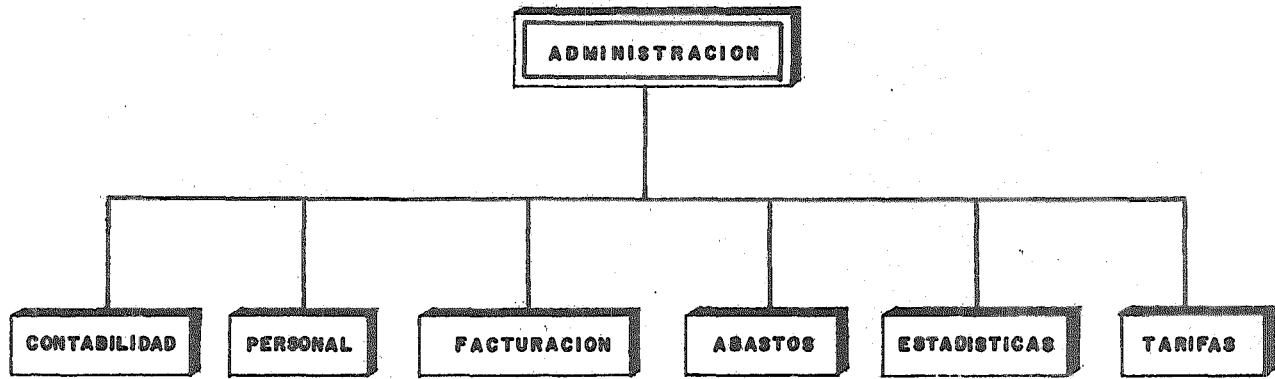 ADMINISTRACION
CONTABILIDAD
PERSONAL
FACTURACION
ABASTOS
ESTADISTICAS
TARIFAS